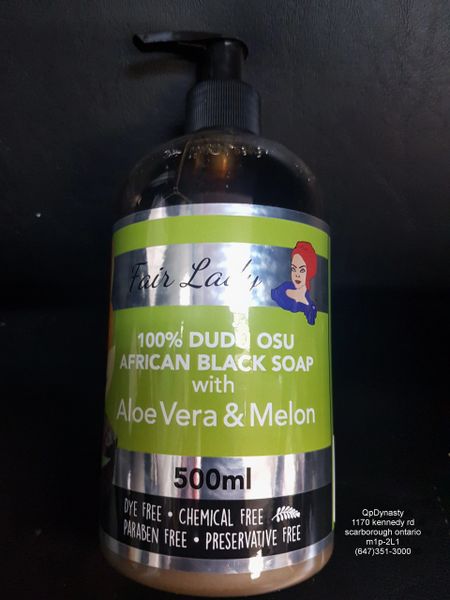 Fair Lady
100% DUDU OSU
AFRICAN BLACK SOAP
with
Aloe Vera & Melon
500ml
DYE FREE • CHEMICAL FREE
PARABEN FREE • PRESERVATIVE FREE
QpDynasty
1170 kennedy rd
scarborough ontario
m1p-2L1
(647)351-3000